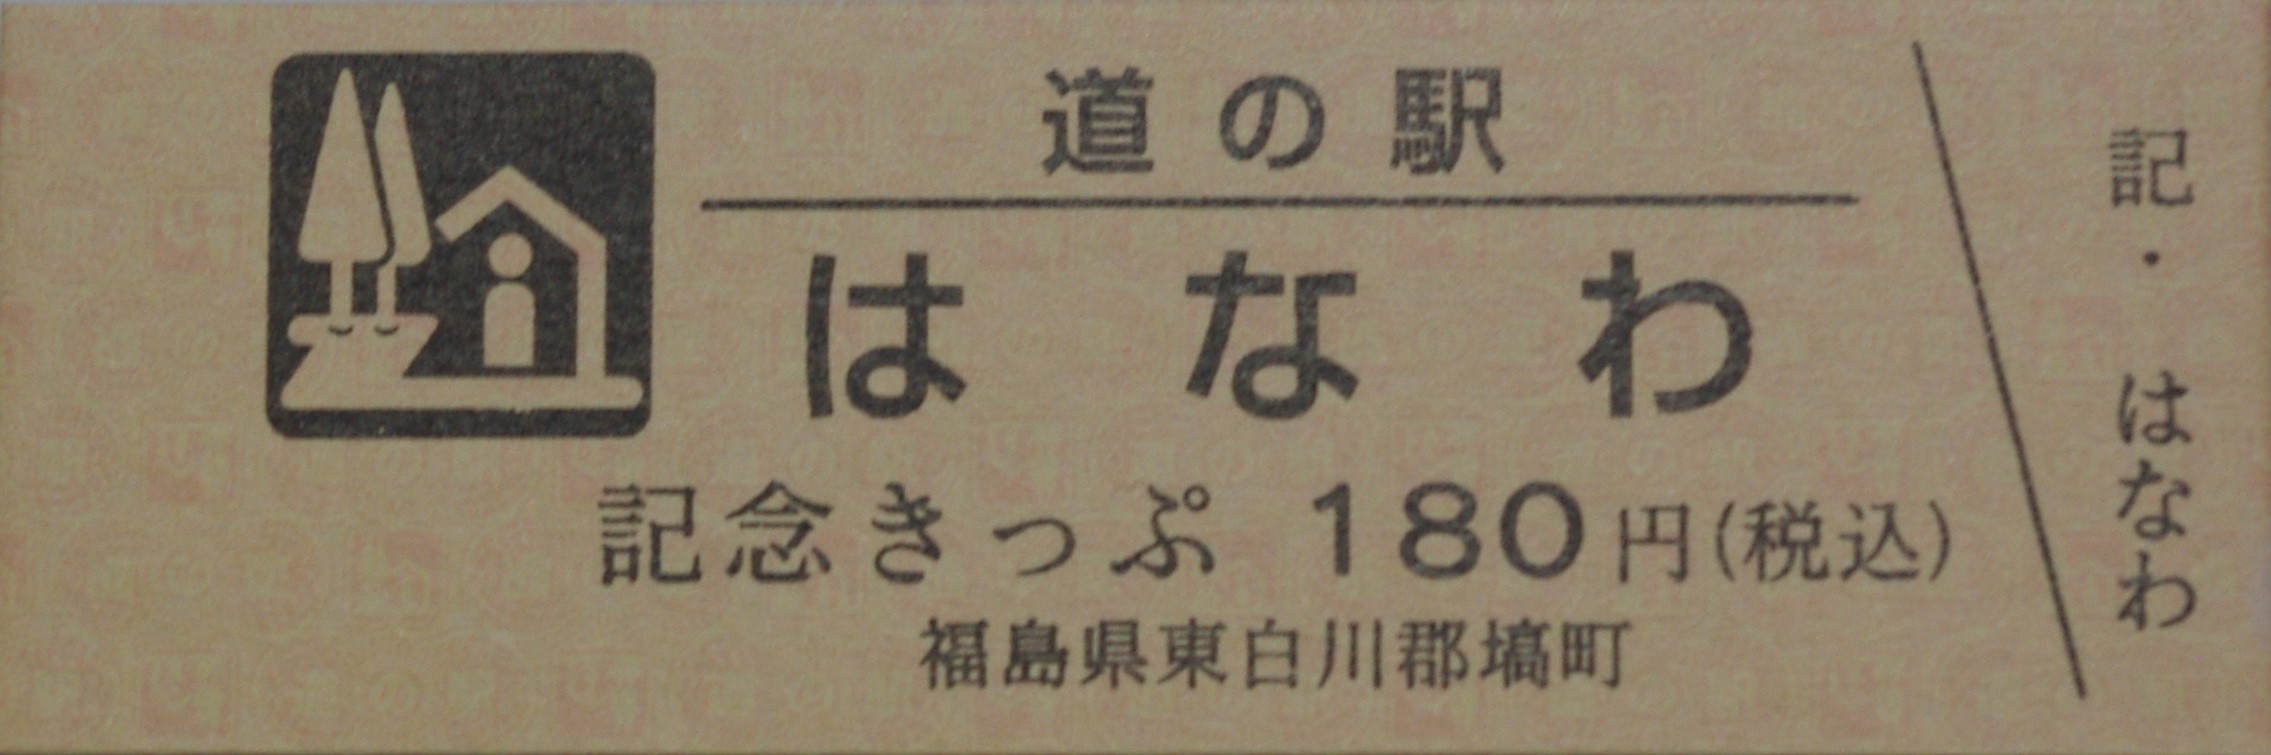 道の駅
はなわ
記念きっぷ 180円(税込)
福島県東白川郡塙町
記・はなわ